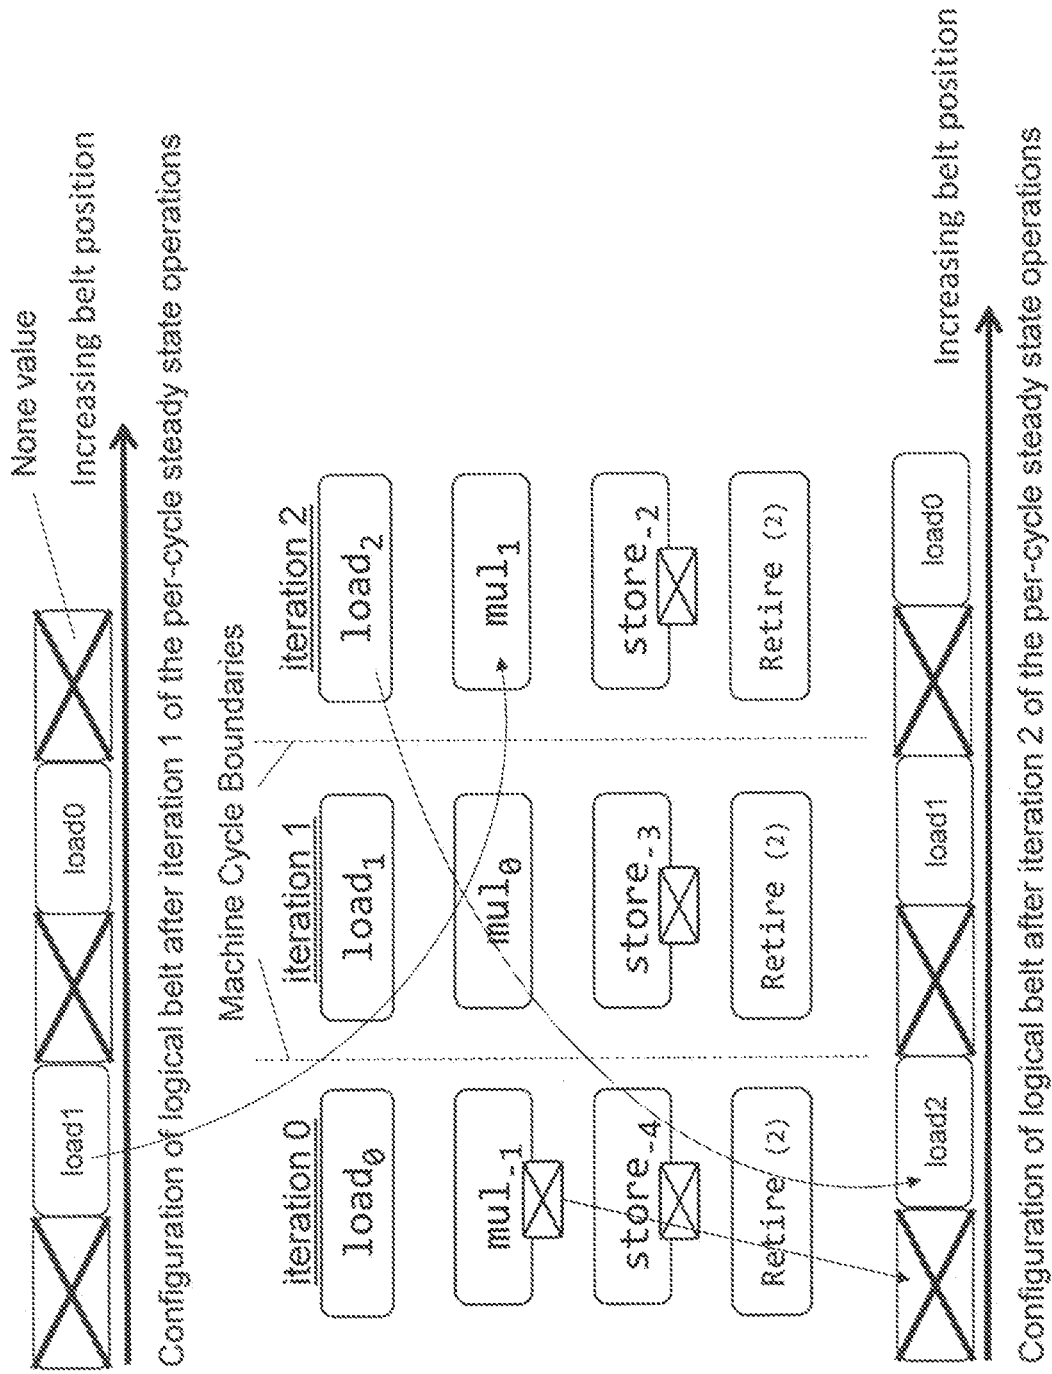 None value
Increasing belt position
load1
load0
Configuration of logical belt after iteration 1 of the per-cycle steady state operations
Machine Cycle Boundaries
iteration 0
iteration 1
iteration 2
load0
load1
load2
mul-1
mul0
mul1
store-4
store-3
store-2
Retire (2)
Retire (2)
Retire (2)
load2
load1
load0
Increasing belt position
Configuration of logical belt after iteration 2 of the per-cycle steady state operations